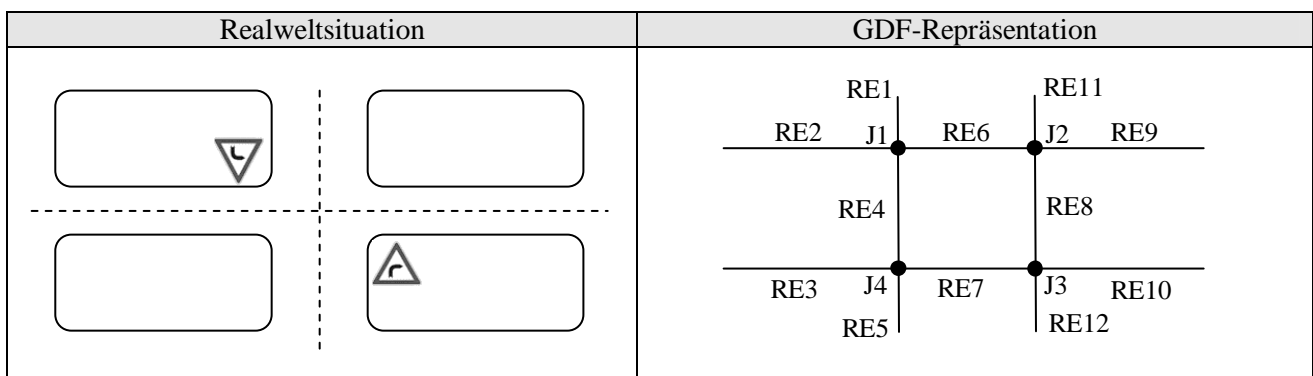 Realweltsituation
GDF-Repräsentation
RE1 RE11
RE2 J1 RE6 J2 RE9
RE4 RE8
RE3 J4 RE7 J3 RE10
RE5 RE12